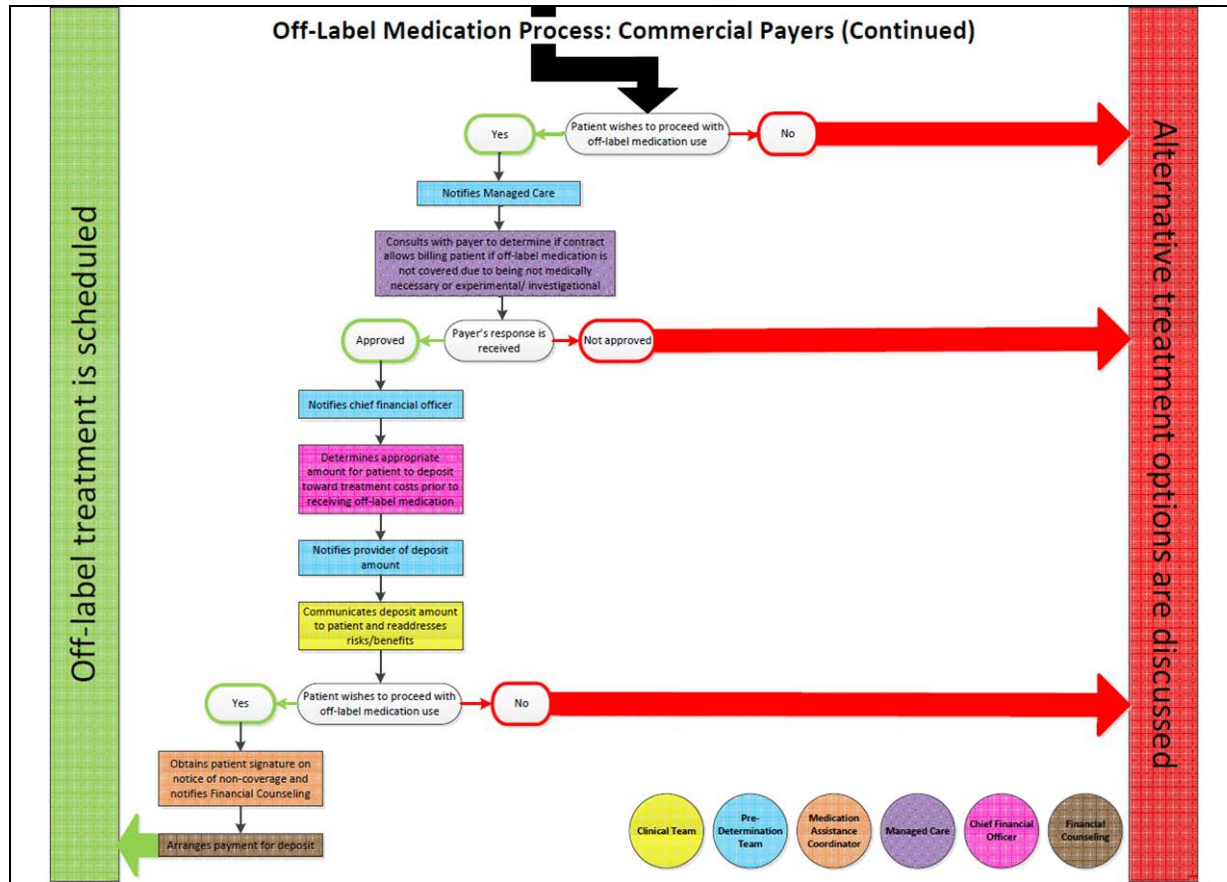 Off-Label Medication Process: Commercial Payers (Continued)
Off-label treatment is scheduled
Alternative treatment options are discussed
Patient wishes to proceed with
off-label medication use
Yes
No
Notifies Managed Care
Consults with payer to determine if contract
allows billing patient if off-label medication is
not covered due to being not medically
necessary or experimental/ investigational
Payer's response is
received
Approved
Not approved
Notifies chief financial officer
Determines appropriate
amount for patient to deposit
toward treatment costs prior to
receiving off-label medication
Notifies provider of deposit
amount
Communicates deposit amount
to patient and readdresses
risks/benefits
Patient wishes to proceed with
off-label medication use
Yes
No
Obtains patient signature on
notice of non-coverage and
notifies Financial Counseling
Arranges payment for deposit
Clinical Team
Pre-
Determination
Team
Medication
Assistance
Coordinator
Managed Care
Chief Financial
Officer
Financial
Counseling